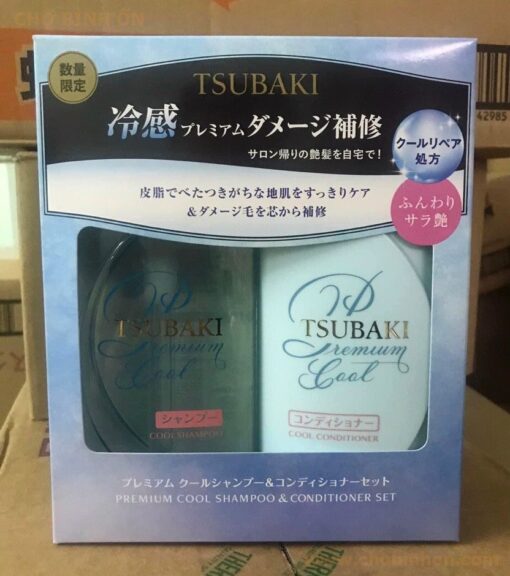 CHO BINH ON
数量
限定
TSUBAKI
冷感プレミアムダメージ補修
サロン帰りの艶髪を自宅で!
クールリペア
処方
ふんわり
サラ艶
皮脂でべたつきがちな地肌をすっきりケア
&ダメージ毛を芯から補修
42985
TSUBAKI
Premium
Cool
シャンプー
COOL SHAMPOO
TSUBAKI
Premium
Cool
コンディショナー
COOL CONDITIONER
プレミアム クールシャンプー&コンディショナーセット
PREMIUM COOL SHAMPOO & CONDITIONER SET